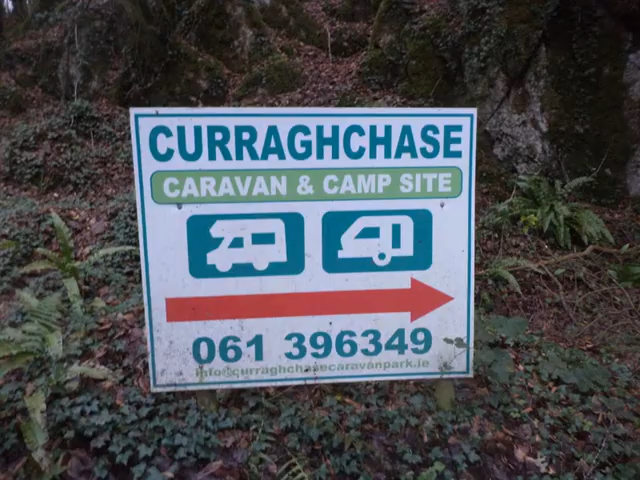 CURRAGHCHASE
CARAVAN & CAMP SITE
061 396349
info@curraghchasecaravanpark.ie